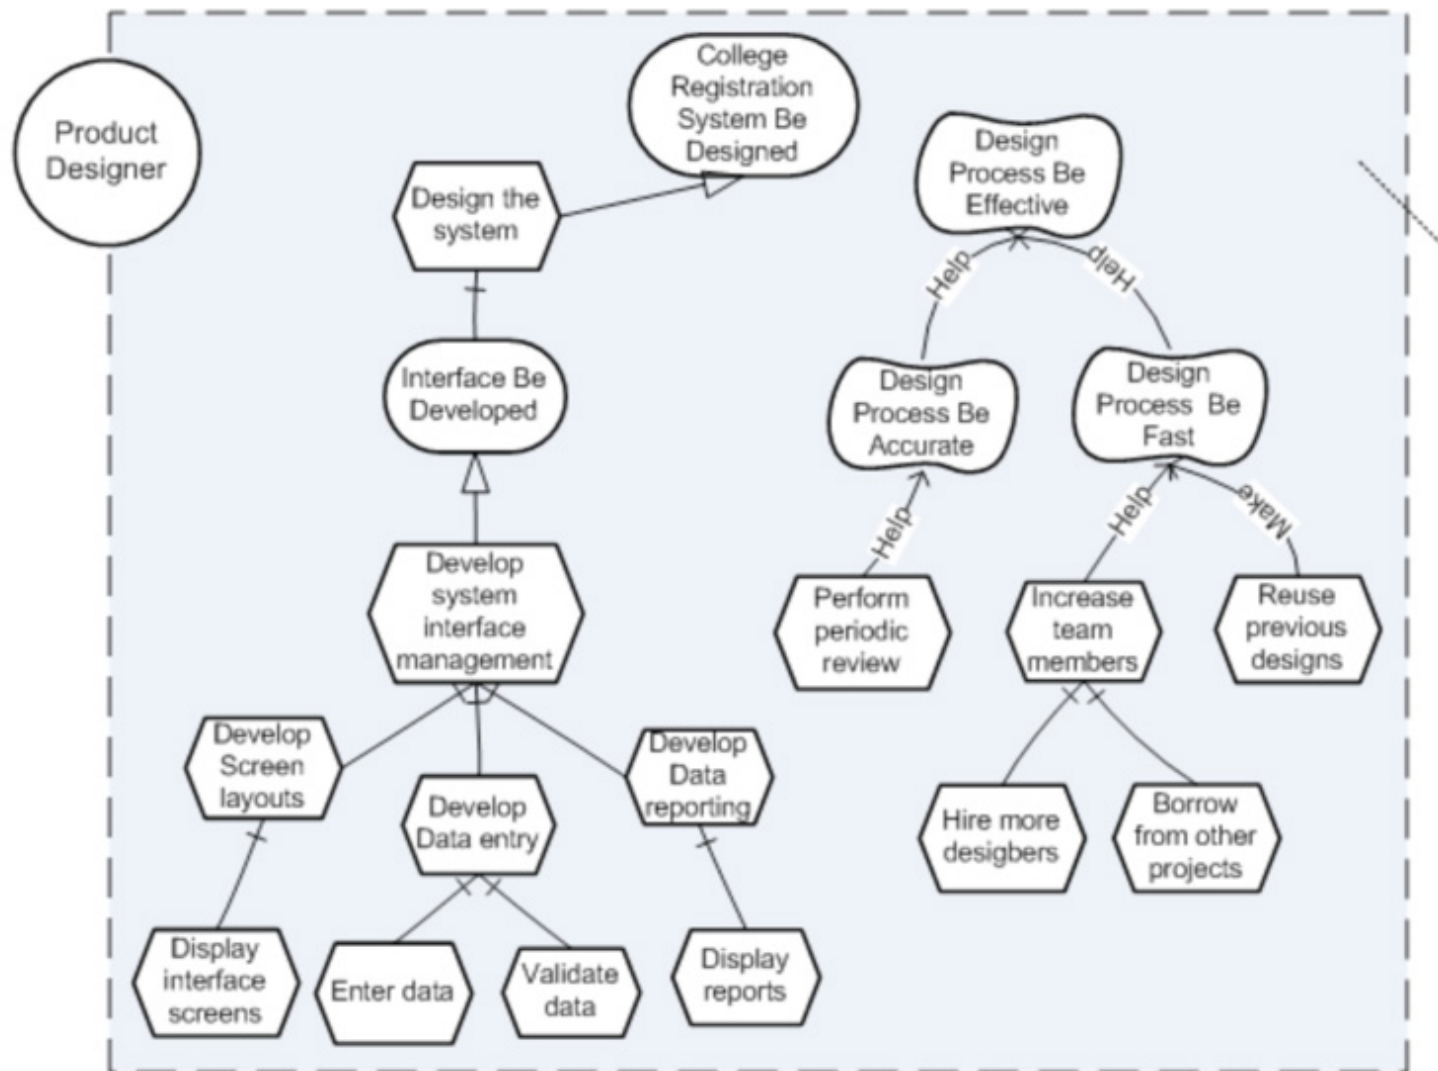 College
Registration
System Be
Designed
Product
Designer
Design the
system
Design
Process Be
Effective
Help
Help
Interface Be
Developed
Design
Process Be
Accurate
Design
Process Be
Fast
Help
Help
Make
Develop
system
interface
management
Perform
periodic
review
Increase
team
members
Reuse
previous
designs
Develop
Screen
layouts
Develop
Data entry
Develop
Data
reporting
Hire more
desigbers
Borrow
from other
projects
Display
interface
screens
Enter data
Validate
data
Display
reports